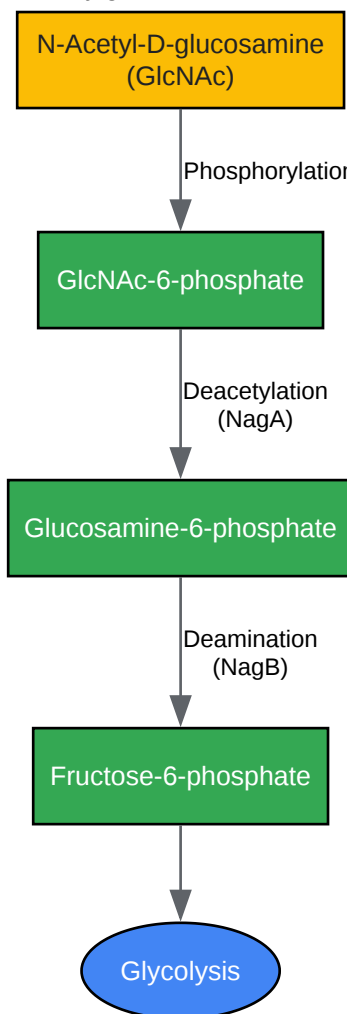 N-Acetyl-D-glucosamine
(GlcNAc)
Phosphorylation
GlcNAc-6-phosphate
Deacetylation
(NagA)
Glucosamine-6-phosphate
Deamination
(NagB)
Fructose-6-phosphate
Glycolysis